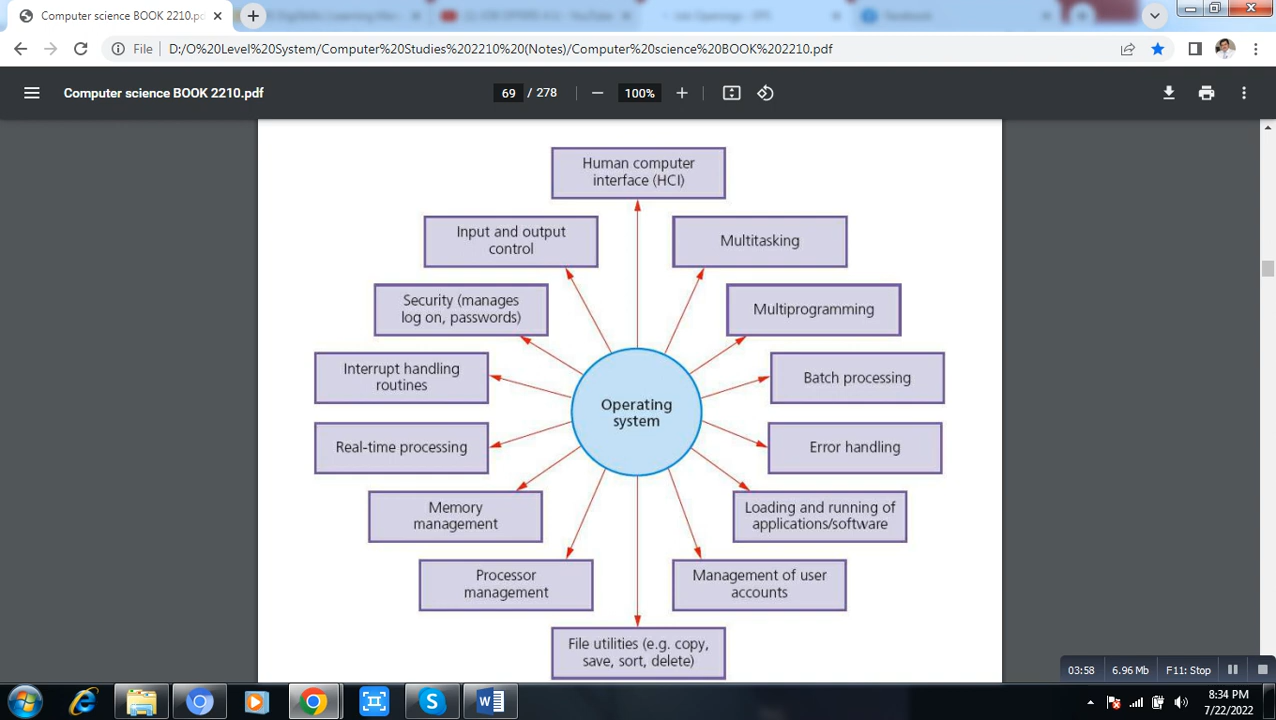 Computer science BOOK 2210.pd
File
D:/O%20Level%20System/Computer%20Studies%202210%20(Notes)/Computer%20science%20BOOK%202210.pdf
Computer science BOOK 2210.pdf
69 / 278
100%
Human computer
interface (HCI)
Input and output
control
Multitasking
Security (manages
log on, passwords)
Multiprogramming
Interrupt handling
routines
Batch processing
Operating
system
Real-time processing
Error handling
Memory
management
Loading and running of
applications/software
Processor
management
Management of user
accounts
File utilities (e.g. copy,
save, sort, delete)
03:58
6.96 Mb
F11: Stop
8:34 PM
7/22/2022